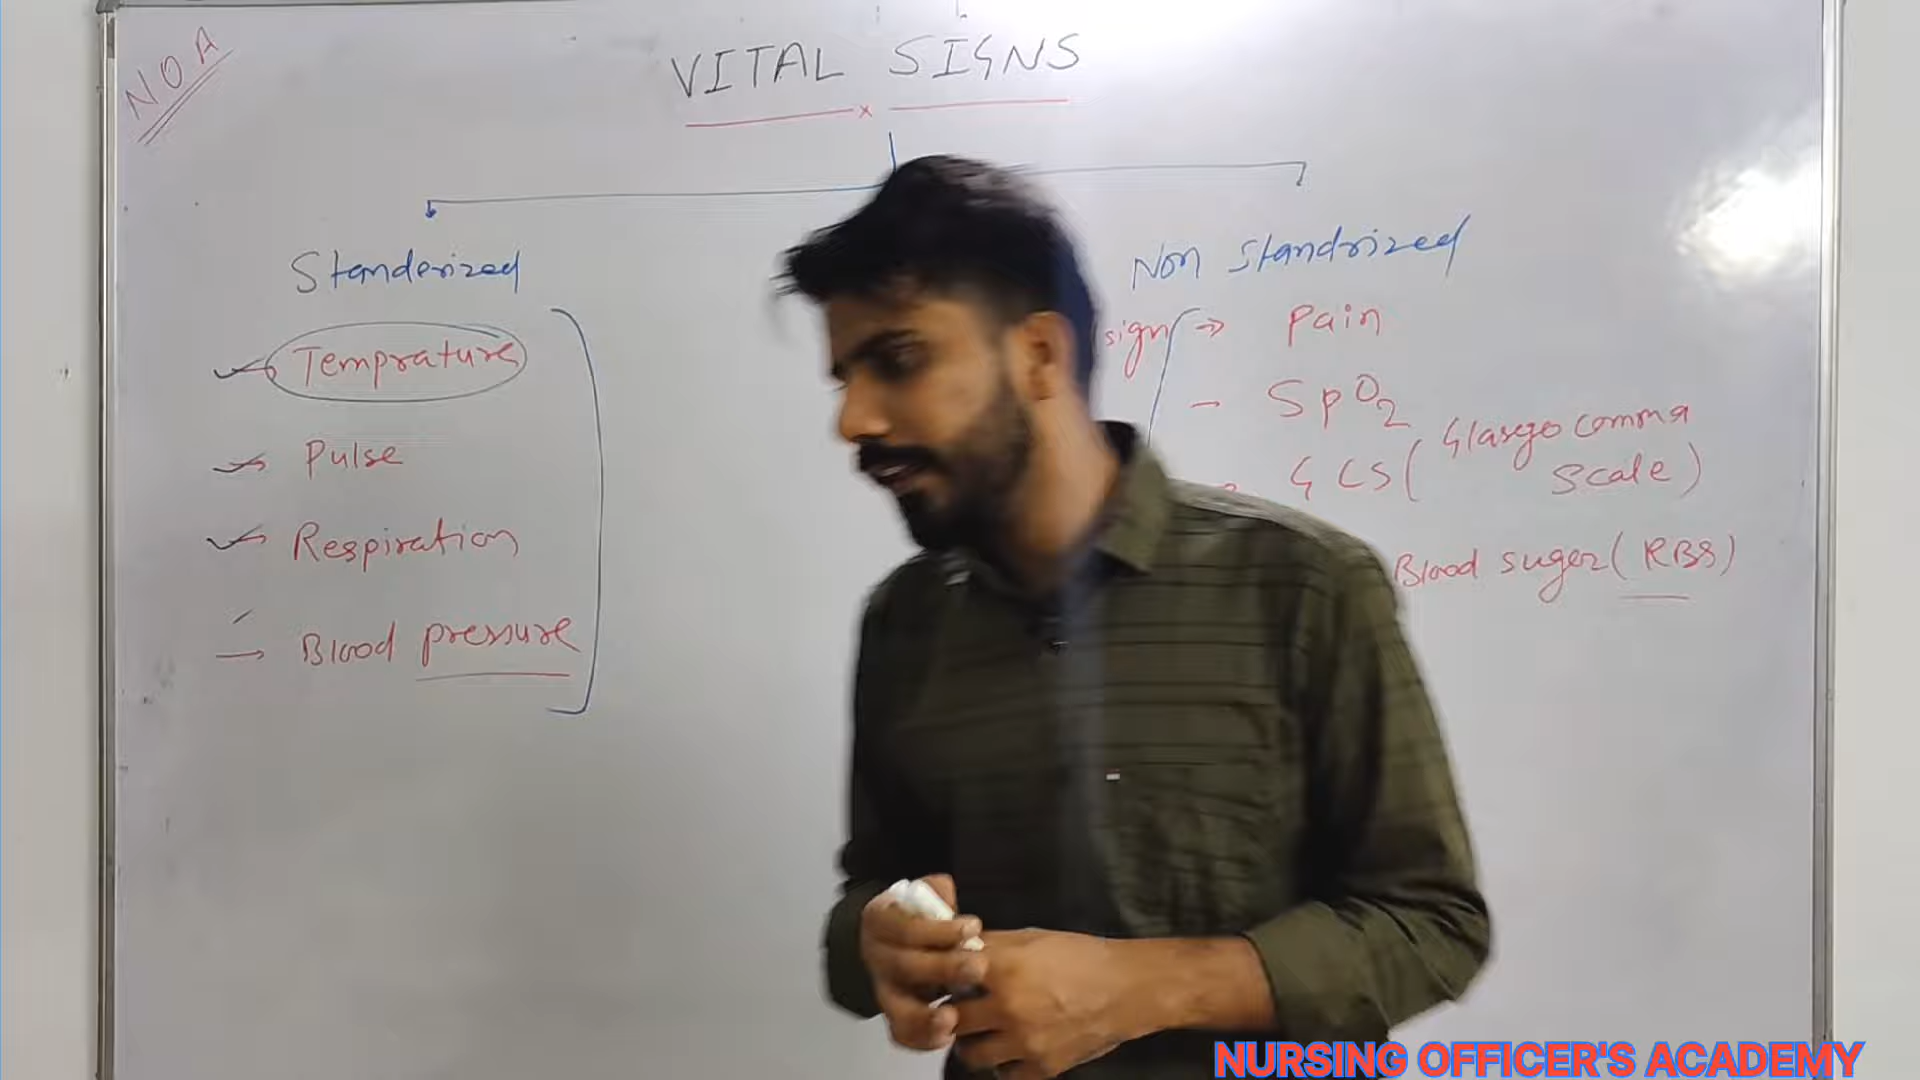 NOA
VITAL SIGNS
x
Standerized
Temprature
Pulse
Respiration
Blood pressure
Non Standrized
sign → Pain
- SpO2
GCS (Glasgo comma
scale)
Blood suger (RBS)
NURSING OFFICER'S ACADEMY